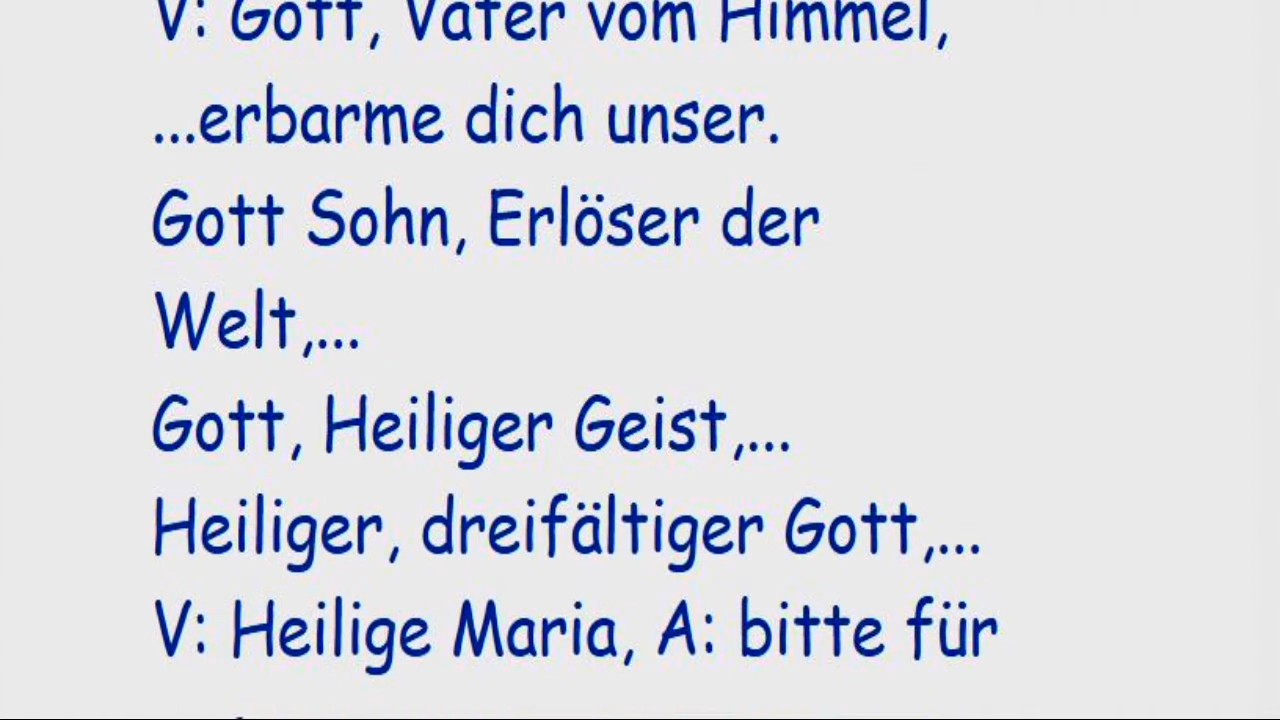 V: Gott, Vater vom Himmel,
...erbarme dich unser.
Gott Sohn, Erlöser der
Welt,...
Gott, Heiliger Geist,...
Heiliger, dreifältiger Gott,...
V: Heilige Maria, A: bitte für